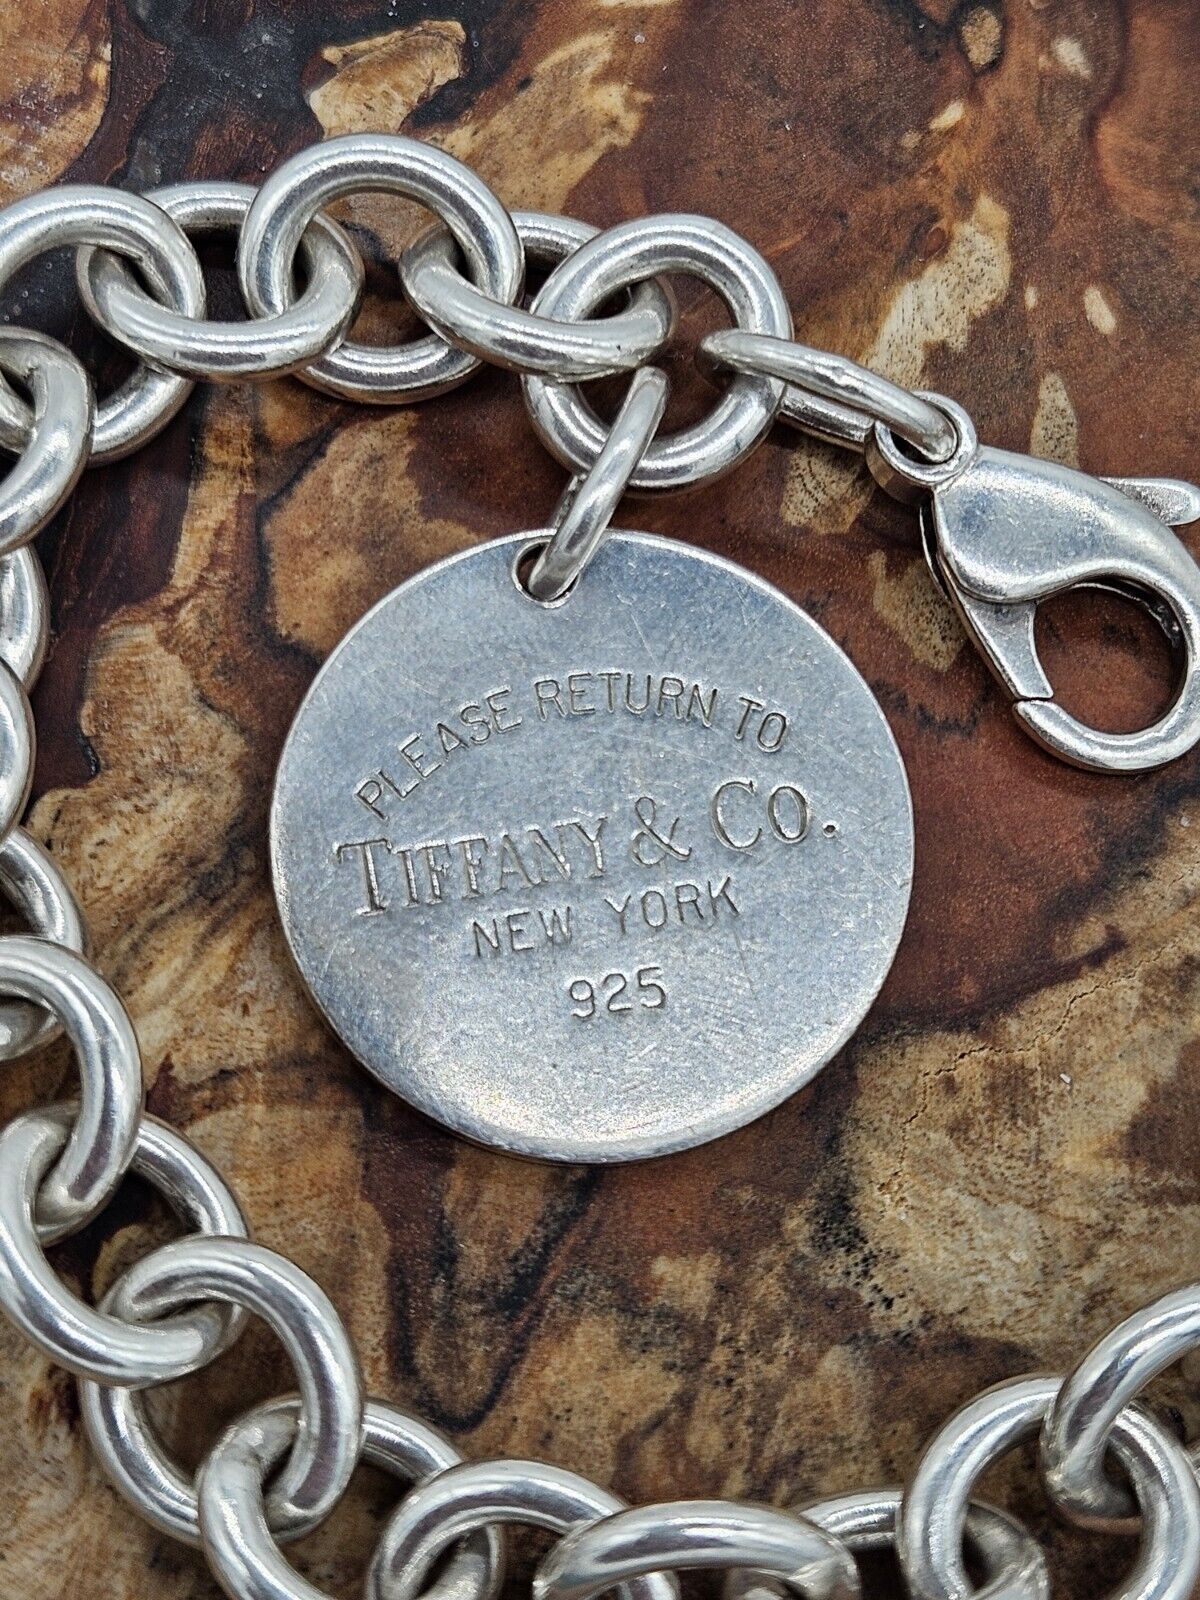 PLEASE RETURN TO
TIFFANY & CO.
NEW YORK
925